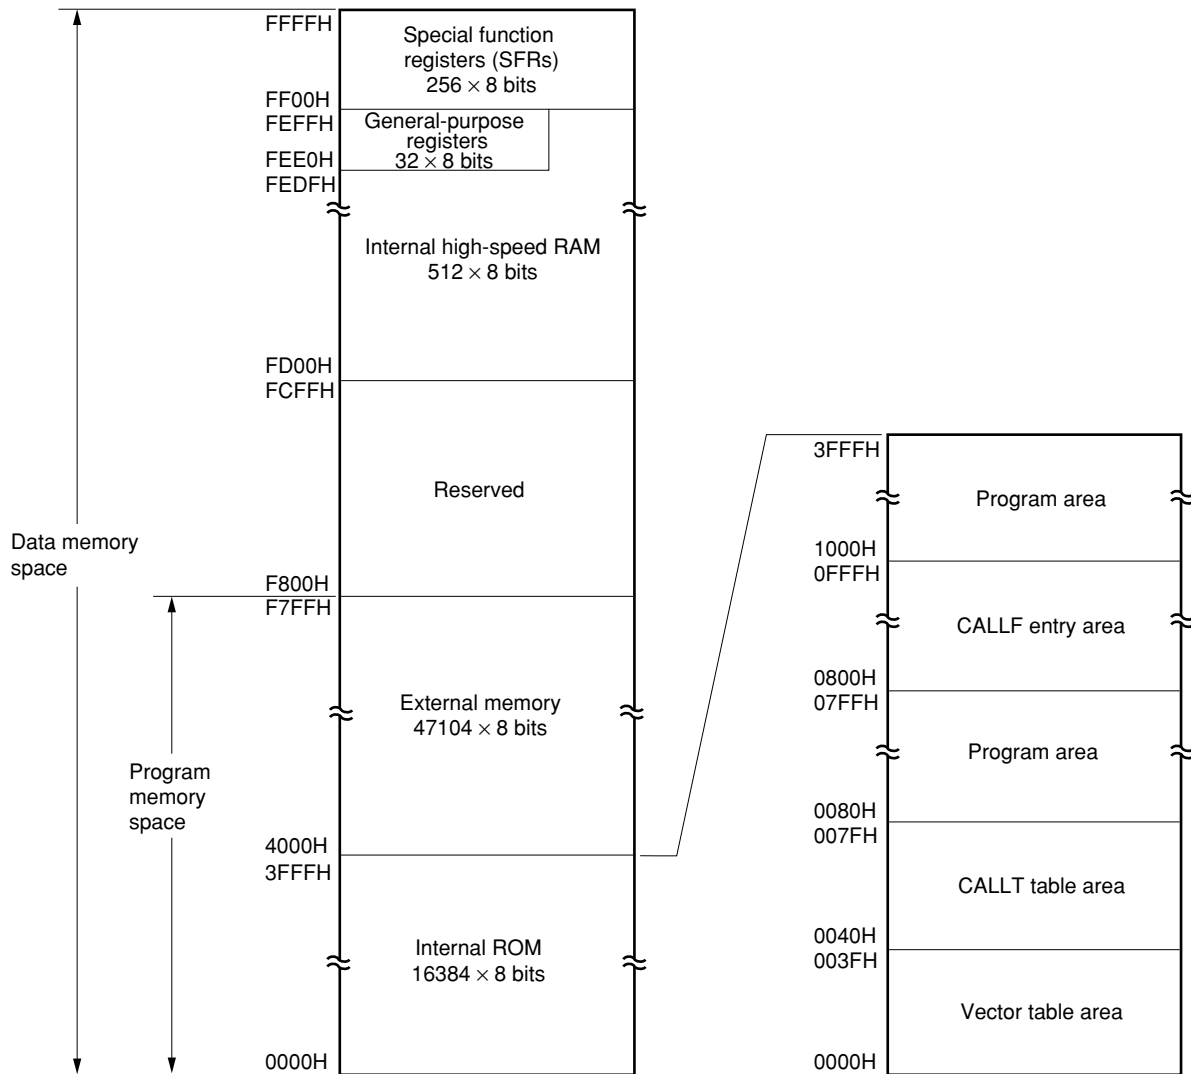 FFFFH
Special function
registers (SFRs)
256 × 8 bits
FF00H
FEFFH
General-purpose
registers
32 × 8 bits
FEE0H
FEDFH
Internal high-speed RAM
512 × 8 bits
FD00H
FCFFH
Reserved
Data memory
space
F800H
F7FFH
External memory
47104 × 8 bits
Program
memory
space
4000H
3FFFH
Internal ROM
16384 × 8 bits
0000H
3FFFH
Program area
1000H
0FFFH
CALLF entry area
0800H
07FFH
Program area
0080H
007FH
CALLT table area
0040H
003FH
Vector table area
0000H